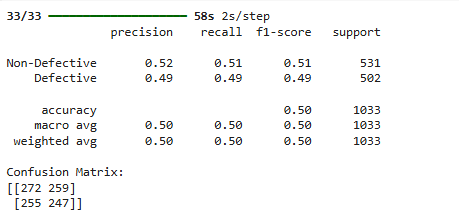 33/33 ━━━━━━━━━━━━━━━━━━━━ 58s 2s/step
precision recall f1-score support
Non-Defective 0.52 0.51 0.51 531
Defective 0.49 0.49 0.49 502
accuracy 0.50 1033
macro avg 0.50 0.50 0.50 1033
weighted avg 0.50 0.50 0.50 1033
Confusion Matrix:
[[272 259]
[255 247]]